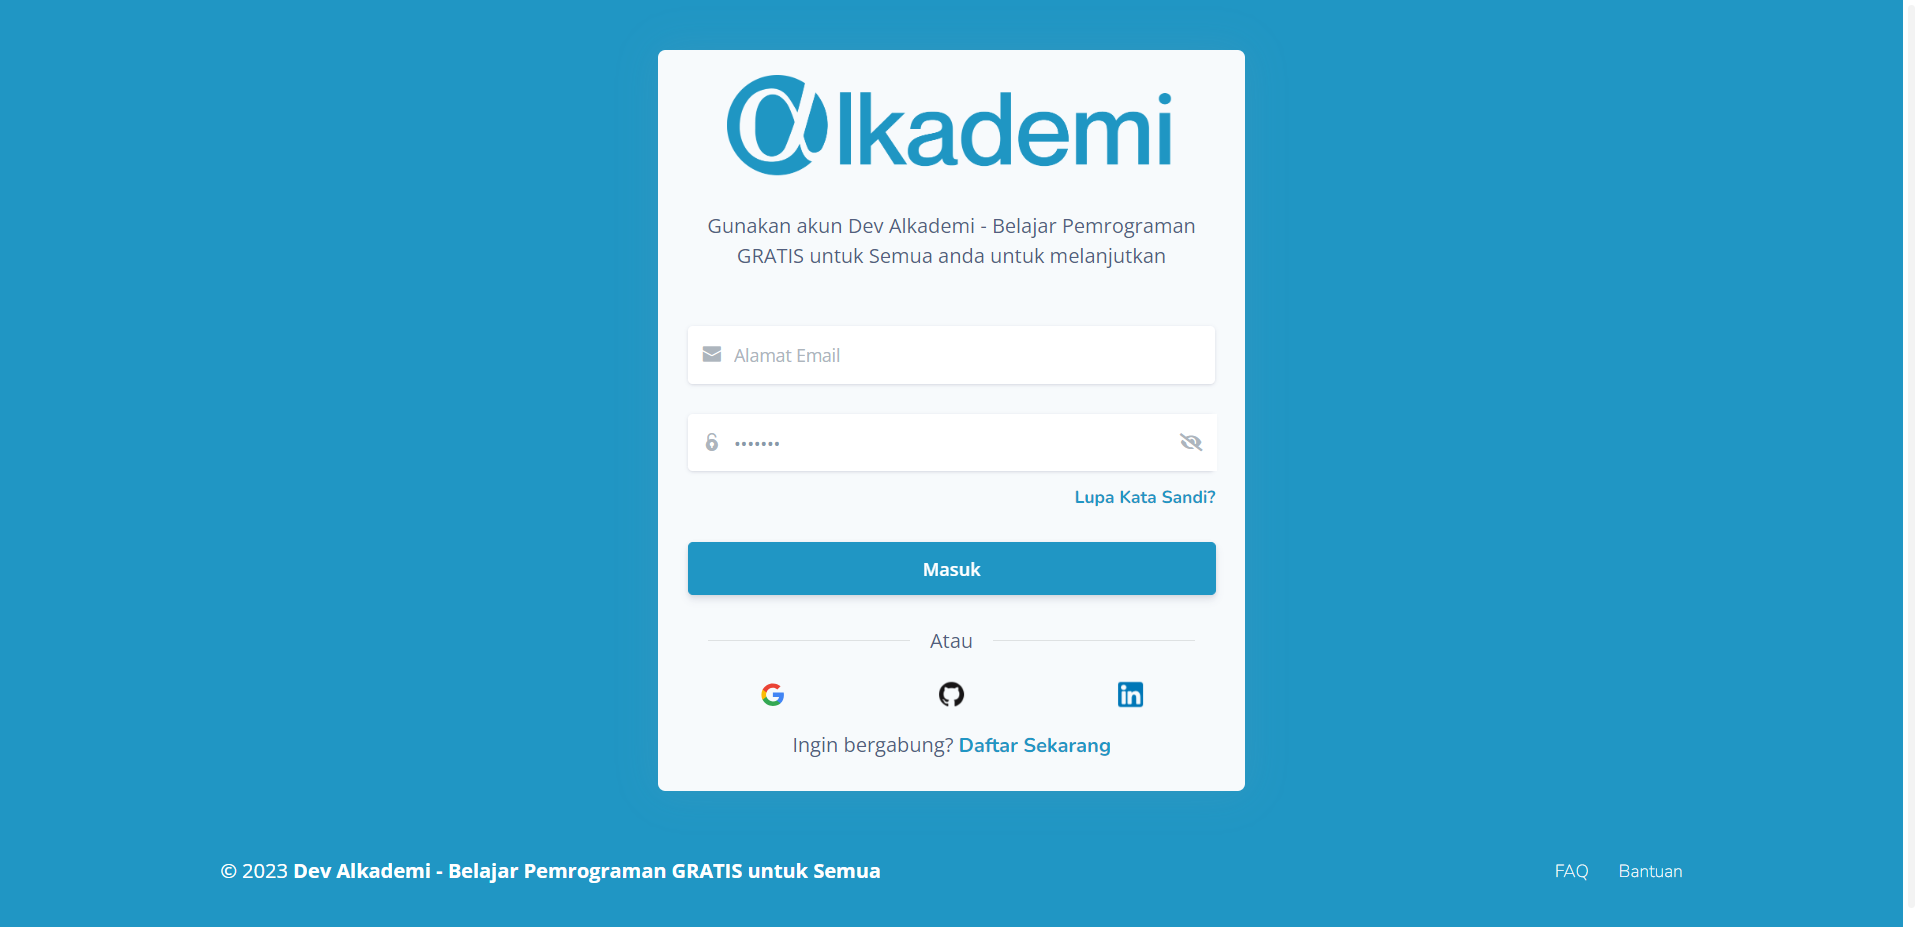 αlkademi
Gunakan akun Dev Alkademi - Belajar Pemrograman
GRATIS untuk Semua anda untuk melanjutkan
Alamat Email
•••••••
Lupa Kata Sandi?
Masuk
Atau
Ingin bergabung? Daftar Sekarang
© 2023 Dev Alkademi - Belajar Pemrograman GRATIS untuk Semua
FAQ Bantuan